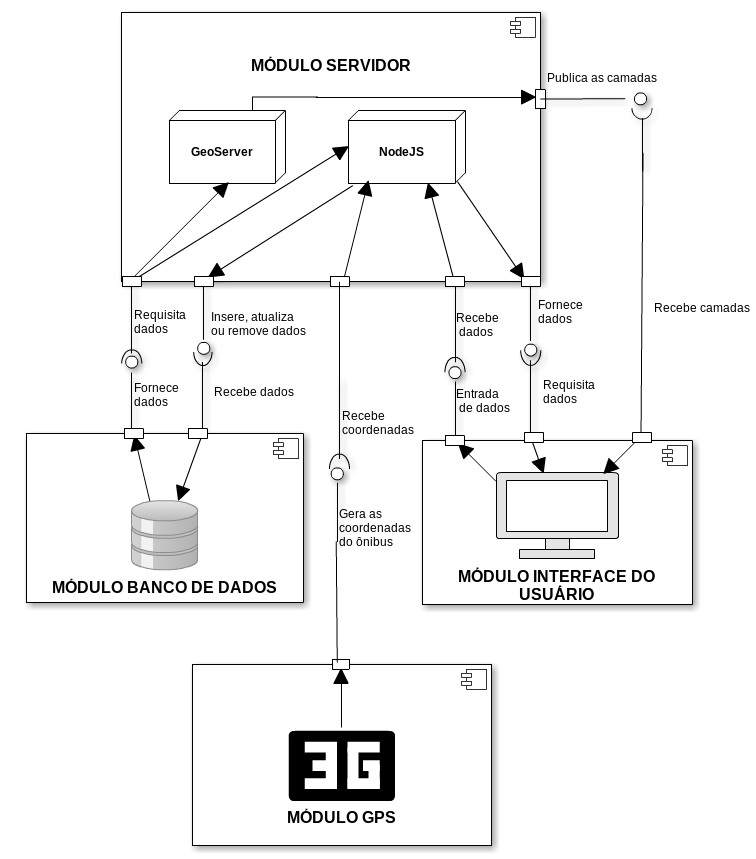 MÓDULO SERVIDOR
Publica as camadas
GeoServer
NodeJS
Requisita
dados
Insere, atualiza
ou remove dados
Recebe
dados
Fornece
dados
Recebe camadas
Fornece
dados
Recebe dados
Recebe
coordenadas
Entrada
de dados
Requisita
dados
Gera as
coordenadas
do ônibus
MÓDULO BANCO DE DADOS
MÓDULO INTERFACE DO
USUÁRIO
3G
MÓDULO GPS